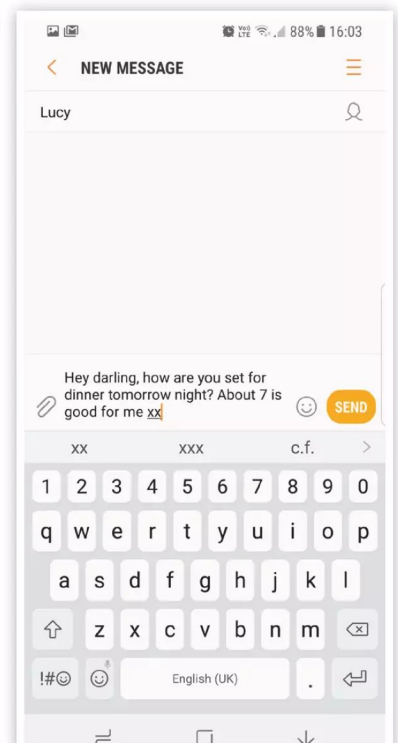 VoD LTE 88% 16:03
NEW MESSAGE
Lucy
Hey darling, how are you set for
dinner tomorrow night? About 7 is
good for me xx
SEND
xx xxx c.f. >
1 2 3 4 5 6 7 8 9 0
q w e r t y u i o p
a s d f g h j k l
z x c v b n m
!#☺ English (UK) .